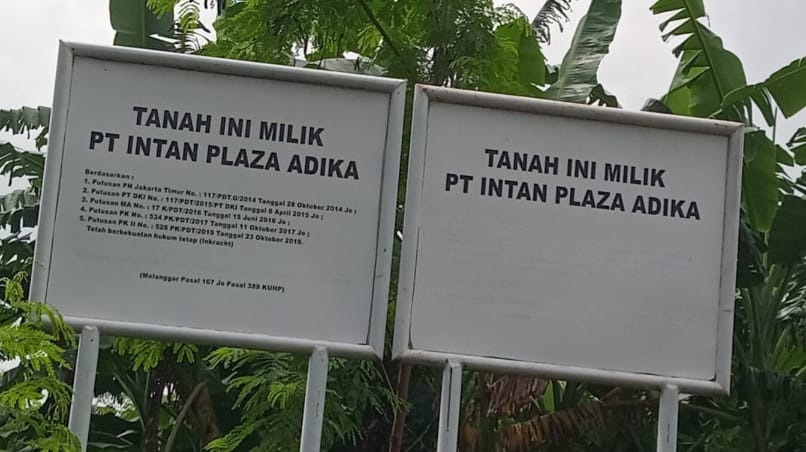 TANAH INI MILIK
PT INTAN PLAZA ADIKA
Berdasarkan :
1. Putusan PN Jakarta Timur No. : 117/PDT.G/2014 Tanggal 28 Oktober 2014 Jo ;
2. Putusan PT DKI No. : 117/PDT/2015/PT DKI Tanggal 8 April 2015 Jo ;
3. Putusan MA No. : 17 K/PDT/2016 Tanggal 15 Juni 2016 Jo ;
4. Putusan PK No. : 534 PK/PDT/2017 Tanggal 11 Oktober 2017 Jo ;
5. Putusan PK II No. : 526 PK/PDT/2019 Tanggal 23 Oktober 2019.
Telah berkekuatan hukum tetap (Inkracht)
(Melanggar Pasal 167 Jo Pasal 389 KUHP)
TANAH INI MILIK
PT INTAN PLAZA ADIKA